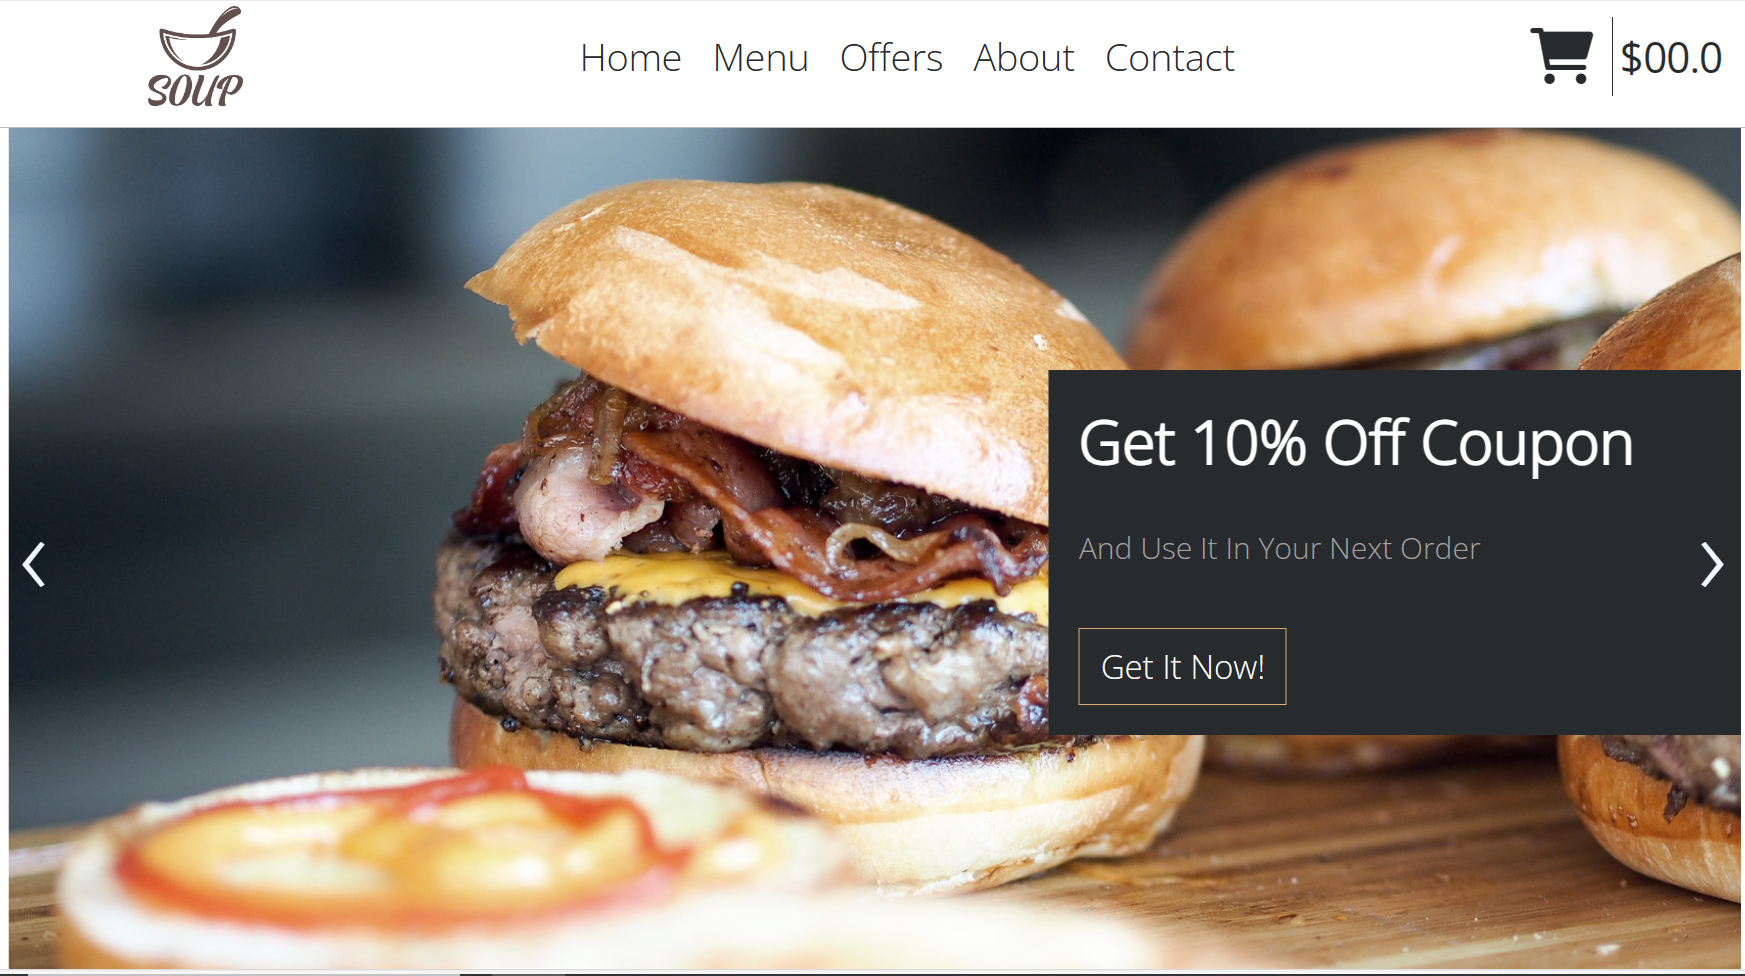 SOUP
Home Menu Offers About Contact
$00.0
Get 10% Off Coupon
And Use It In Your Next Order
Get It Now!